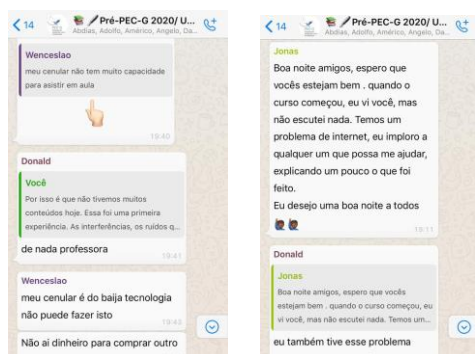 14
Pré-PEC-G 2020/ U...
Abdias, Adolfo, Américo, Angelo, Da...
Wenceslao
meu cenular não tem muito capacidade
para asistir em aula
19:40
Donald
Você
Por isso é que não tivemos muitos
conteúdos hoje. Essa foi uma primeira
experiência. As interferências, os ruídos q...
de nada professora
19:41
Wenceslao
meu cenular é do baija tecnologia
não puede fazer isto
19:43
Não ai dinheiro para comprar outro
14
Pré-PEC-G 2020/ U...
Abdias, Adolfo, Américo, Angelo, Da...
Jonas
Boa noite amigos, espero que
vocês estejam bem . quando o
curso começou, eu vi você, mas
não escutei nada. Temos um
problema de internet, eu imploro a
qualquer um que possa me ajudar,
explicando um pouco o que foi
feito.
Eu desejo uma boa noite a todos
19:11
Donald
Jonas
Boa noite amigos, espero que vocês
estejam bem . quando o curso começou, eu
vi você, mas não escutei nada. Temos um...
eu também tive esse problema